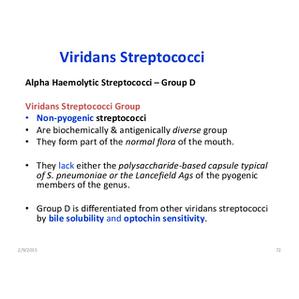 Viridans Streptococci
Alpha Haemolytic Streptococci – Group D
Viridans Streptococci Group
• Non-pyogenic streptococci
• Are biochemically & antigenically diverse group
• They form part of the normal flora of the mouth.
• They lack either the polysaccharide-based capsule typical
of S. pneumoniae or the Lancefield Ags of the pyogenic
members of the genus.
• Group D is differentiated from other viridans streptococci
by bile solubility and optochin sensitivity.
72